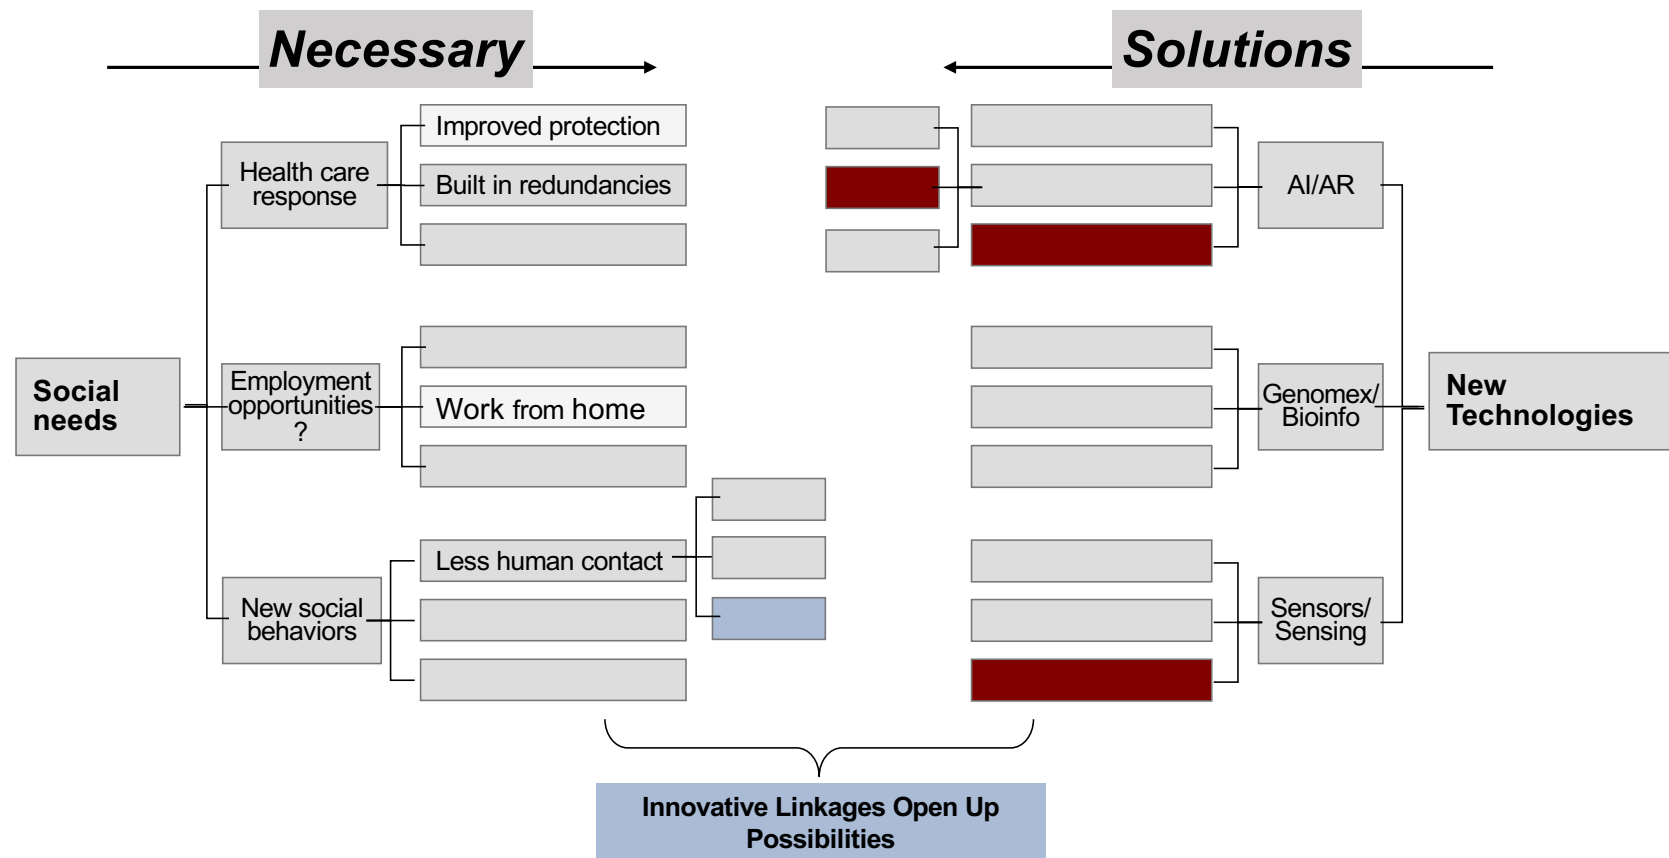 Necessary
Solutions
Improved protection
Health care
response
Built in redundancies
AI/AR
Social
needs
Employment
opportunities
?
Work from home
Genomex/
Bioinfo
New
Technologies
Less human contact
New social
behaviors
Sensors/
Sensing
Innovative Linkages Open Up
Possibilities